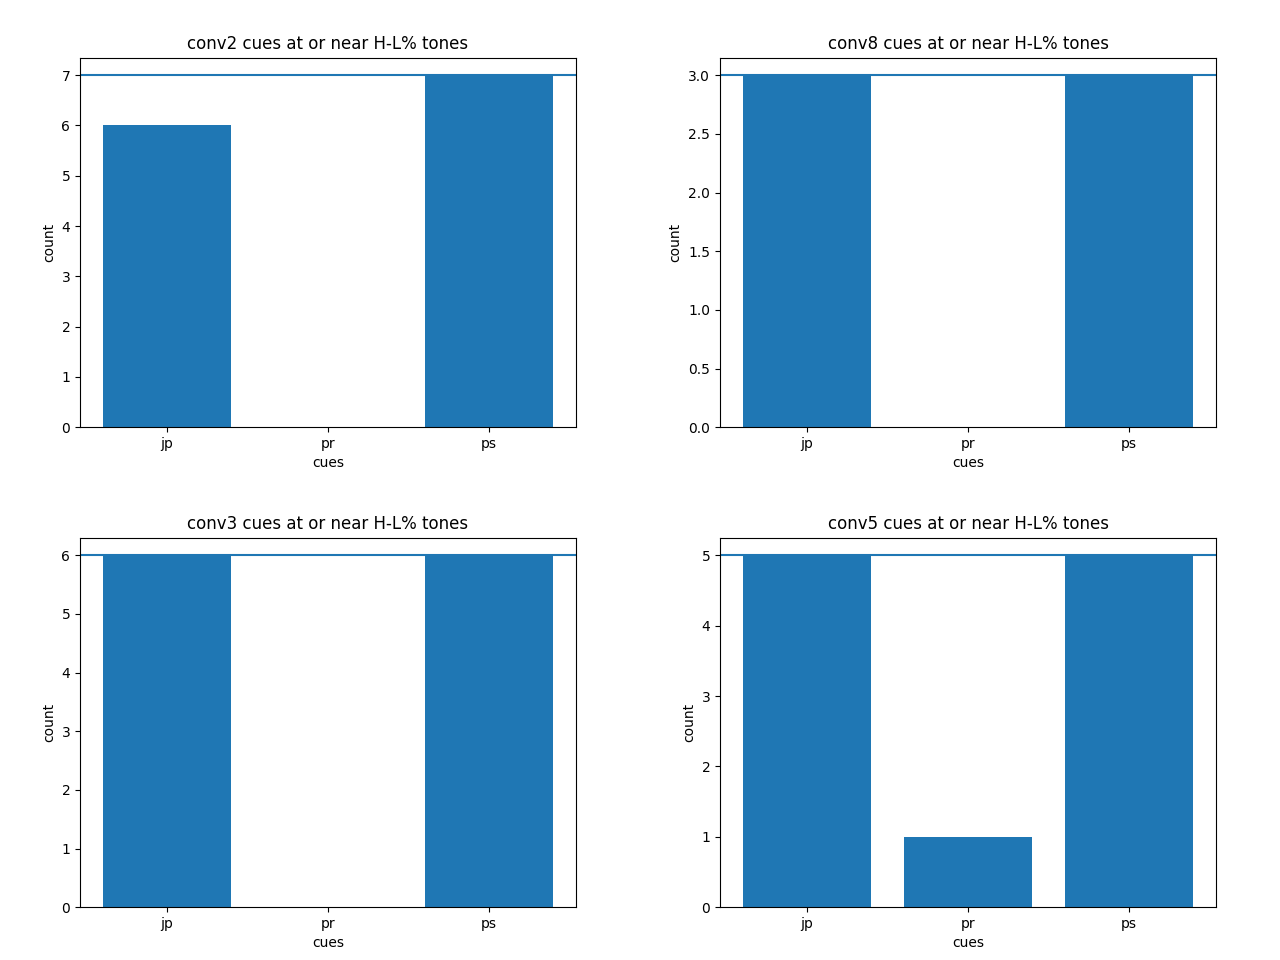 conv2 cues at or near H-L% tones
7
6
5
4
3
2
1
0
count
jp pr ps
cues
conv8 cues at or near H-L% tones
3.0
2.5
2.0
1.5
1.0
0.5
0.0
count
jp pr ps
cues
conv3 cues at or near H-L% tones
6
5
4
3
2
1
0
count
jp pr ps
cues
conv5 cues at or near H-L% tones
5
4
3
2
1
0
count
jp pr ps
cues